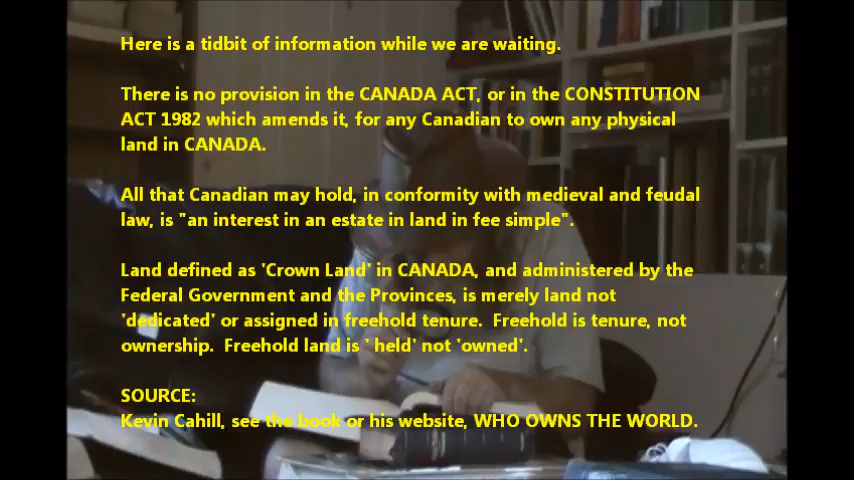 Here is a tidbit of information while we are waiting.
There is no provision in the CANADA ACT, or in the CONSTITUTION
ACT 1982 which amends it, for any Canadian to own any physical
land in CANADA.
All that Canadian may hold, in conformity with medieval and feudal
law, is "an interest in an estate in land in fee simple".
Land defined as 'Crown Land' in CANADA, and administered by the
Federal Government and the Provinces, is merely land not
'dedicated' or assigned in freehold tenure.  Freehold is tenure, not
ownership.  Freehold land is ' held' not 'owned'.
SOURCE:
Kevin Cahill, see the book or his website, WHO OWNS THE WORLD.